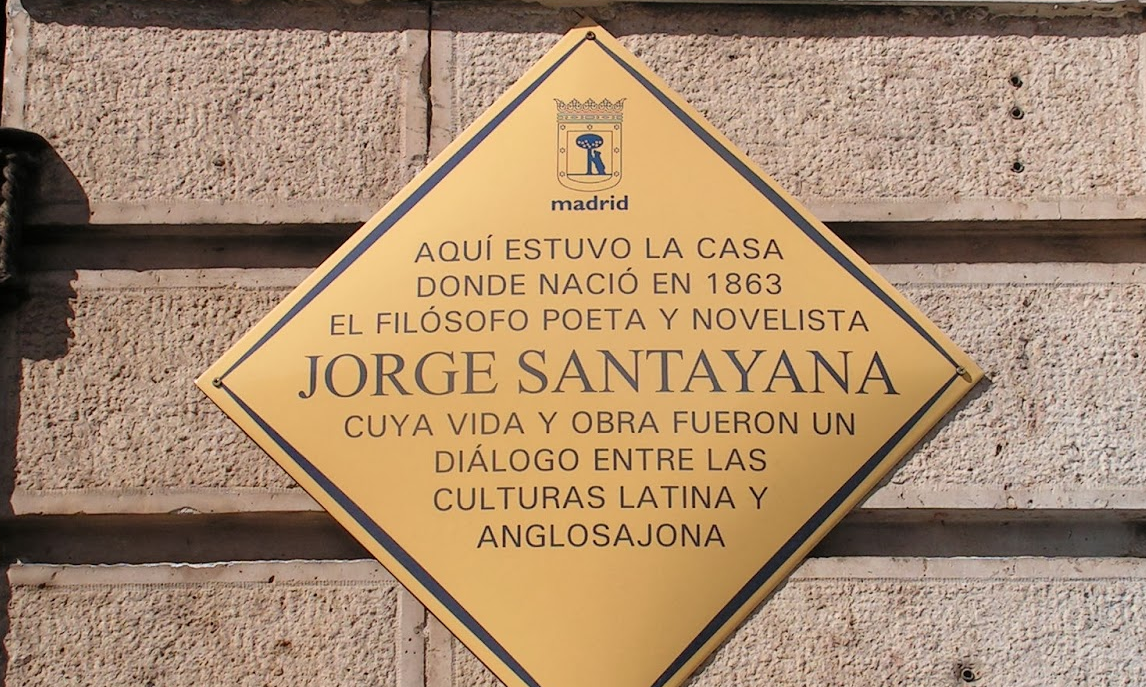 madrid
AQUÍ ESTUVO LA CASA
DONDE NACIÓ EN 1863
EL FILÓSOFO POETA Y NOVELISTA
JORGE SANTAYANA
CUYA VIDA Y OBRA FUERON UN
DIÁLOGO ENTRE LAS
CULTURAS LATINA Y
ANGLOSAJONA